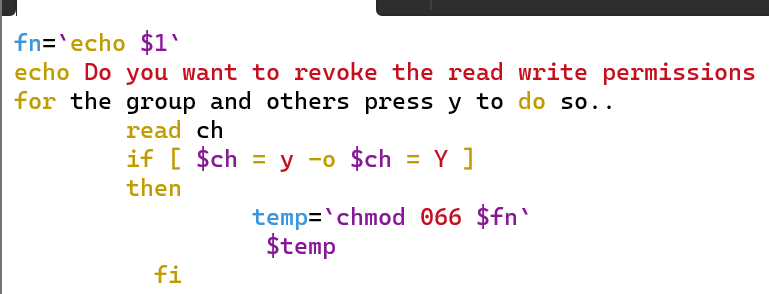 fn=`echo $1`
echo Do you want to revoke the read write permissions
for the group and others press y to do so..
read ch
if [ $ch = y -o $ch = Y ]
then
temp=`chmod 066 $fn`
$temp
fi